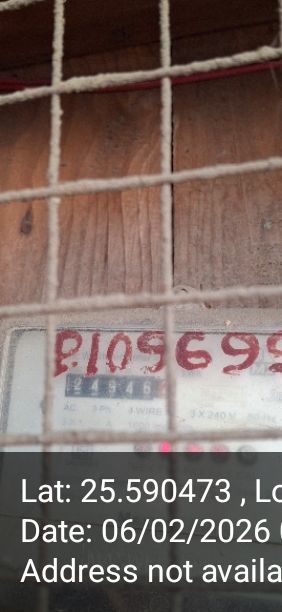 P109699
24946
AC 3 Ph 4 WIRE 3 X 240 V
Lat: 25.590473 , Lo
Date: 06/02/2026
Address not availa